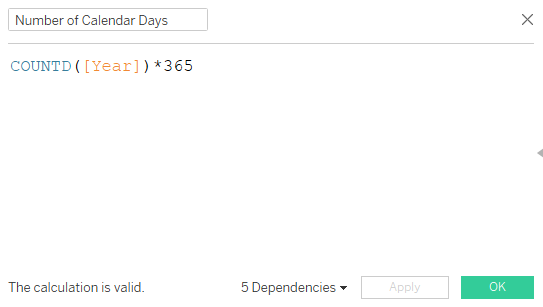 Number of Calendar Days
COUNTD([Year])*365
The calculation is valid.
5 Dependencies
Apply
OK